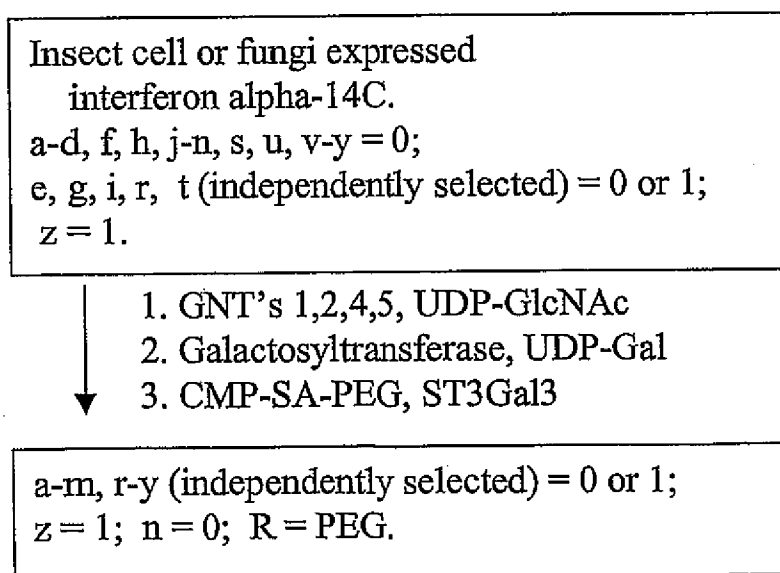 Insect cell or fungi expressed
interferon alpha-14C.
a-d, f, h, j-n, s, u, v-y = 0;
e, g, i, r, t (independently selected) = 0 or 1;
z = 1.
1. GNT's 1,2,4,5, UDP-GlcNAc
2. Galactosyltransferase, UDP-Gal
3. CMP-SA-PEG, ST3Gal3
a-m, r-y (independently selected) = 0 or 1;
z = 1; n = 0; R = PEG.